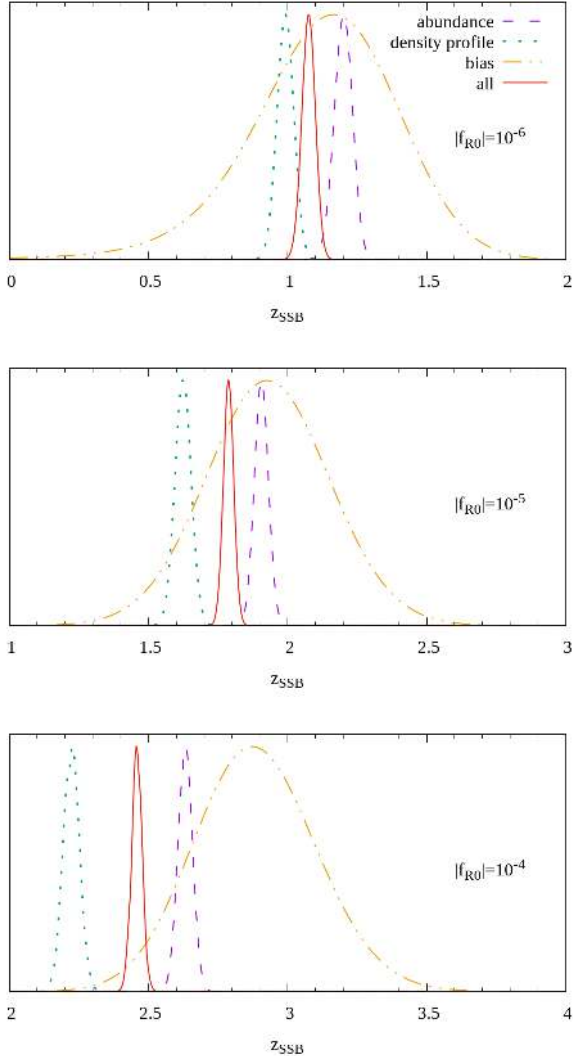 abundance
density profile
bias
all
|fR0|=10-6
0 0.5 1 1.5 2
zSSB
|fR0|=10-5
1 1.5 2 2.5 3
zSSB
|fR0|=10-4
2 2.5 3 3.5 4
zSSB